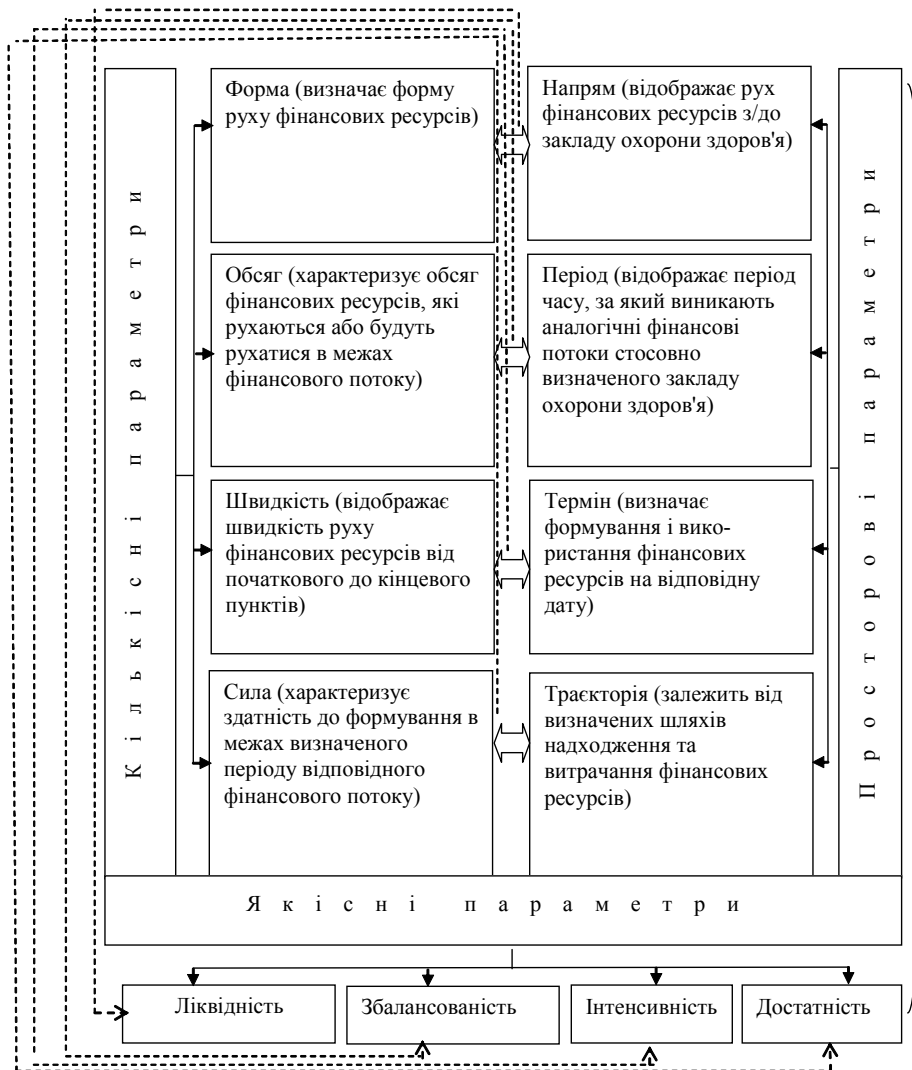 Кількісні параметри
Форма (визначає форму
руху фінансових ресурсів)
Напрям (відображає рух
фінансових ресурсів з/до
закладу охорони здоров'я)
Обсяг (характеризує обсяг
фінансових ресурсів, які
рухаються або будуть
рухатися в межах
фінансового потоку)
Період (відображає період
часу, за який виникають
аналогічні фінансові
потоки стосовно
визначеного закладу
охорони здоров'я)
Швидкість (відображає
швидкість руху
фінансових ресурсів від
початкового до кінцевого
пунктів)
Термін (визначає
формування і вико-
ристання фінансових
ресурсів на відповідну
дату)
Сила (характеризує
здатність до формування в
межах визначеного
періоду відповідного
фінансового потоку)
Траєкторія (залежить від
визначених шляхів
надходження та
витрачання фінансових
ресурсів)
Просторові параметри
Якісні параметри
Ліквідність
Збалансованість
Інтенсивність
Достатність